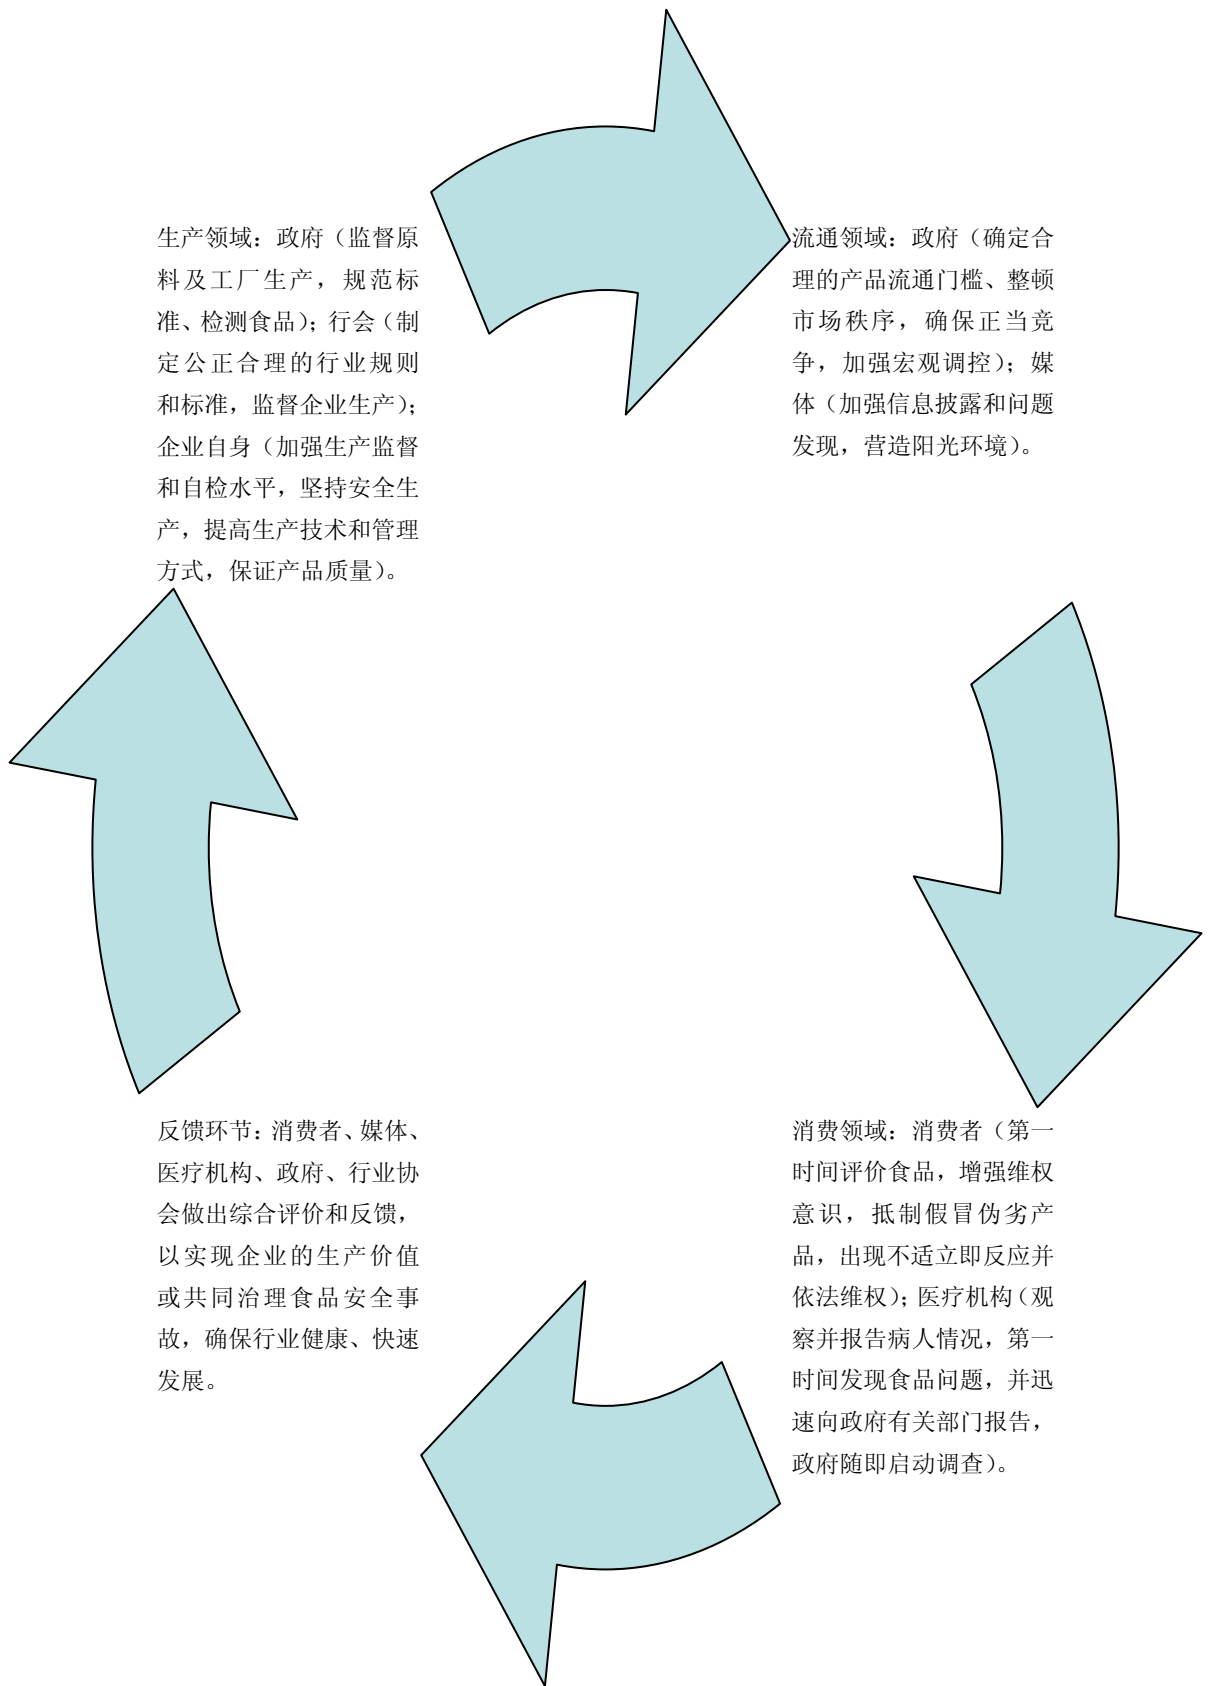 生产领域：政府（监督原
料及工厂生产，规范标
准、检测食品）；行会（制
定公正合理的行业规则
和标准，监督企业生产）；
企业自身（加强生产监督
和自检水平，坚持安全生
产，提高生产技术和管理
方式，保证产品质量）。
流通领域：政府（确定合
理的产品流通门槛、整顿
市场秩序，确保正当竞
争，加强宏观调控）；媒
体（加强信息披露和问题
发现，营造阳光环境）。
消费领域：消费者（第一
时间评价食品，增强维权
意识，抵制假冒伪劣产
品，出现不适立即反应并
依法维权）；医疗机构（观
察并报告病人情况，第一
时间发现食品问题，并迅
速向政府有关部门报告，
政府随即启动调查）。
反馈环节：消费者、媒体、
医疗机构、政府、行业协
会做出综合评价和反馈，
以实现企业的生产价值
或共同治理食品安全事
故，确保行业健康、快速
发展。